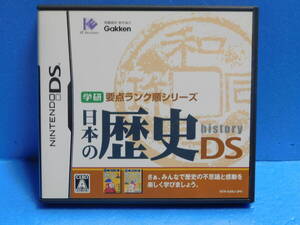 Gakken
NINTENDO DS
学研 要点ランク順シリーズ
日本の歴史DS
history
さぁ、みんなで歴史の不思議と感動を
楽しく学びましょう。
A